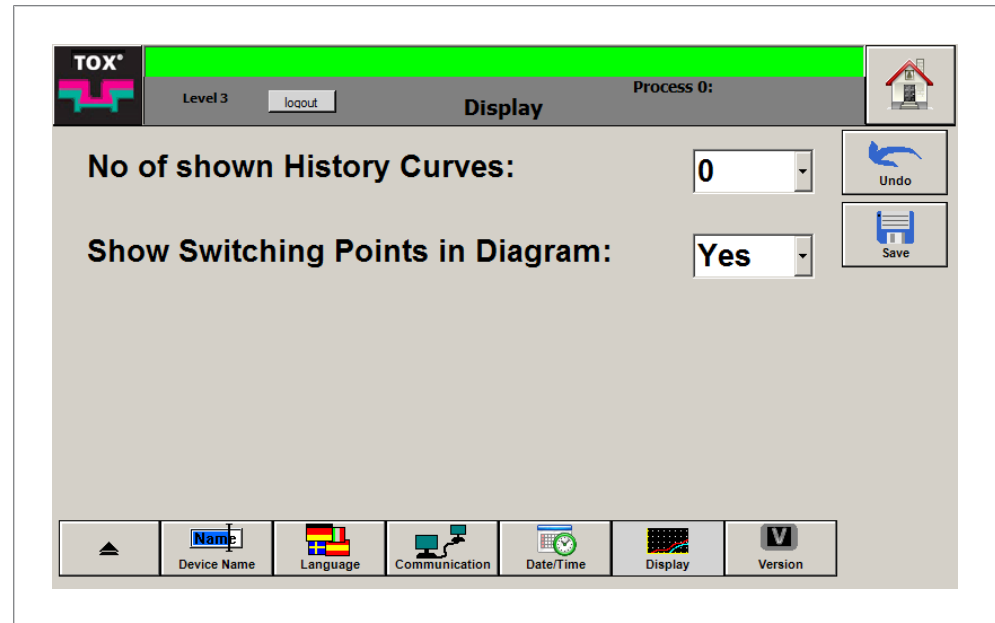 TOX®
Level 3
logout
Display
Process 0:
No of shown History Curves:
0
Undo
Show Switching Points in Diagram:
Yes
Save
Name
Device Name
Language
Communication
Date/Time
Display
V
Version